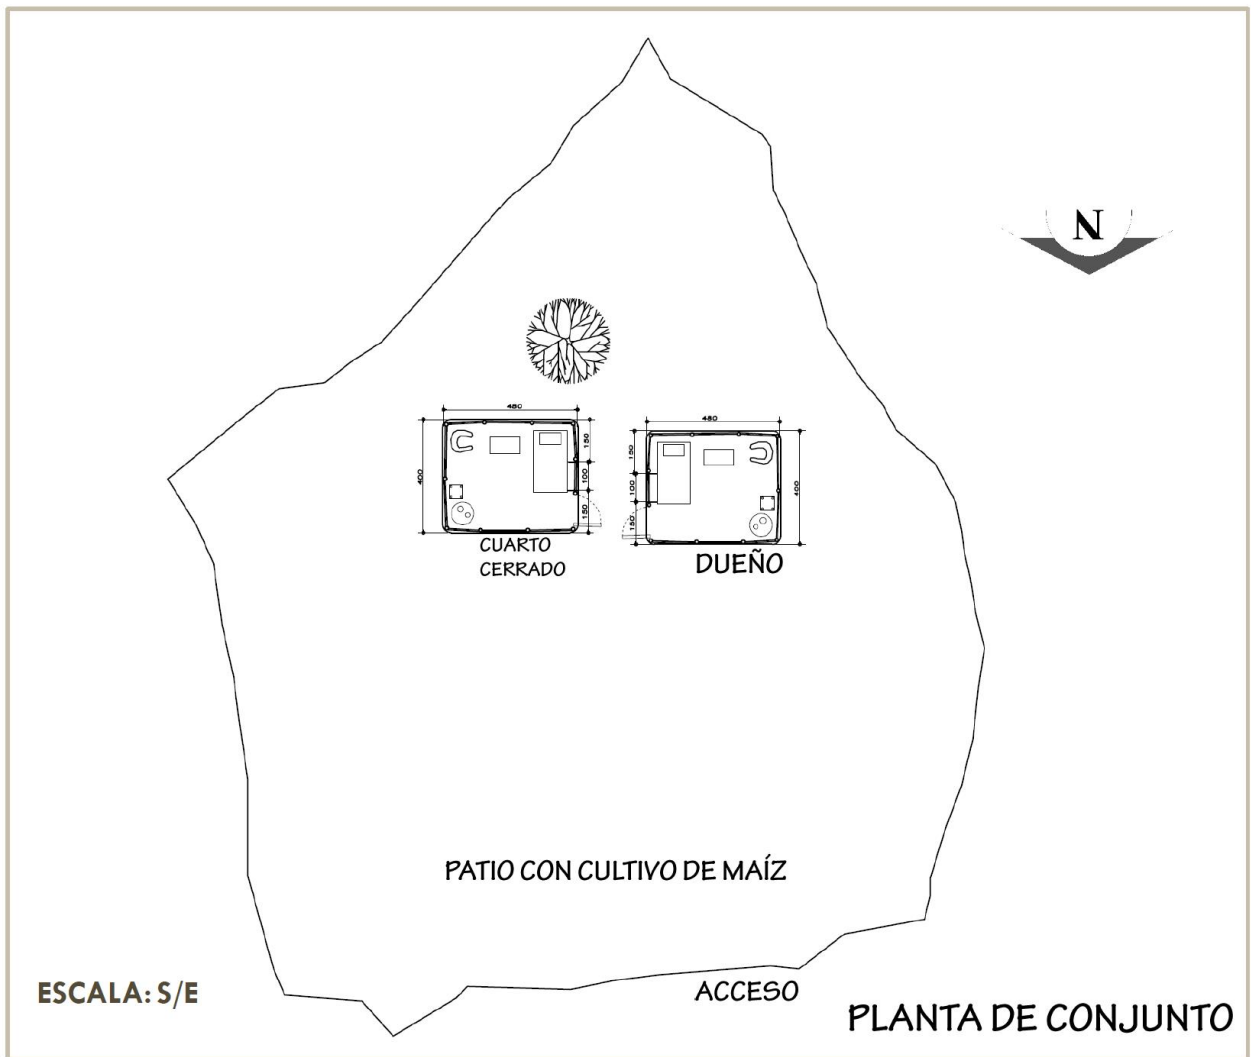 N
480
480
150
150
400
100
100
400
150
150
CUARTO
CERRADO
DUEÑO
PATIO CON CULTIVO DE MAÍZ
ESCALA: S/E
ACCESO
PLANTA DE CONJUNTO